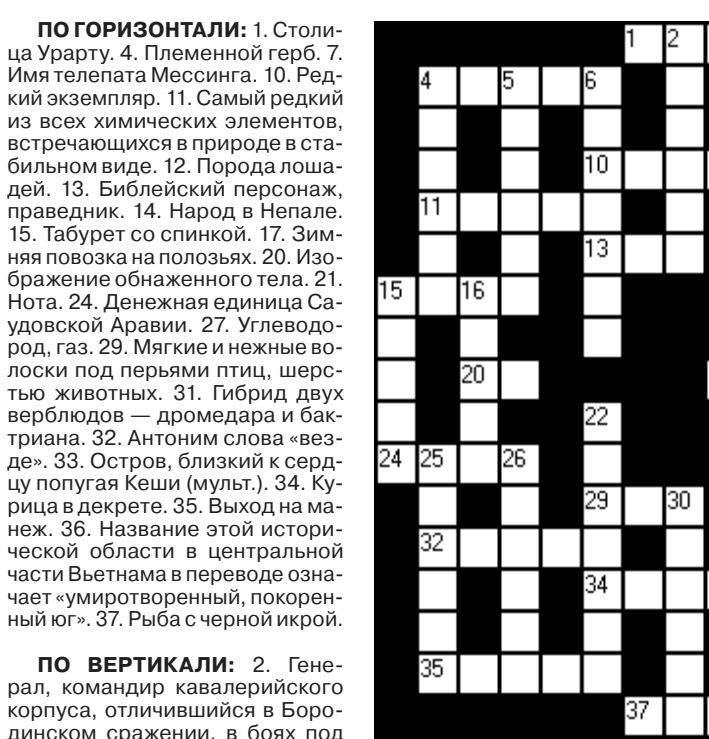 ПО ГОРИЗОНТАЛИ: 1. Столи-
ца Урарту. 4. Племенной герб. 7.
Имя телепата Мессинга. 10. Ред-
кий экземпляр. 11. Самый редкий
из всех химических элементов,
встречающихся в природе в ста-
бильном виде. 12. Порода лоша-
дей. 13. Библейский персонаж,
праведник. 14. Народ в Непале.
15. Табурет со спинкой. 17. Зим-
няя повозка на полозьях. 20. Изо-
бражение обнаженного тела. 21.
Нота. 24. Денежная единица Са-
удовской Аравии. 27. Углеводо-
род, газ. 29. Мягкие и нежные во-
лоски под перьями птиц, шерс-
тью животных. 31. Гибрид двух
верблюдов — дромедара и бак-
триана. 32. Антоним слова «вез-
де». 33. Остров, близкий к серд-
цу попугая Кеши (мульт.). 34. Ку-
рица в декрете. 35. Выход на ма-
неж. 36. Название этой истори-
ческой области в центральной
части Вьетнама в переводе озна-
чает «умиротворенный, покорен-
ный юг». 37. Рыба с черной икрой.
ПО ВЕРТИКАЛИ: 2. Гене-
рал, командир кавалерийского
корпуса, отличившийся в Боро-
динском сражении, в боях под
1 2
4 5 6
10
11
13
15 16
20
22
24 25 26
29 30
32
34
35
37